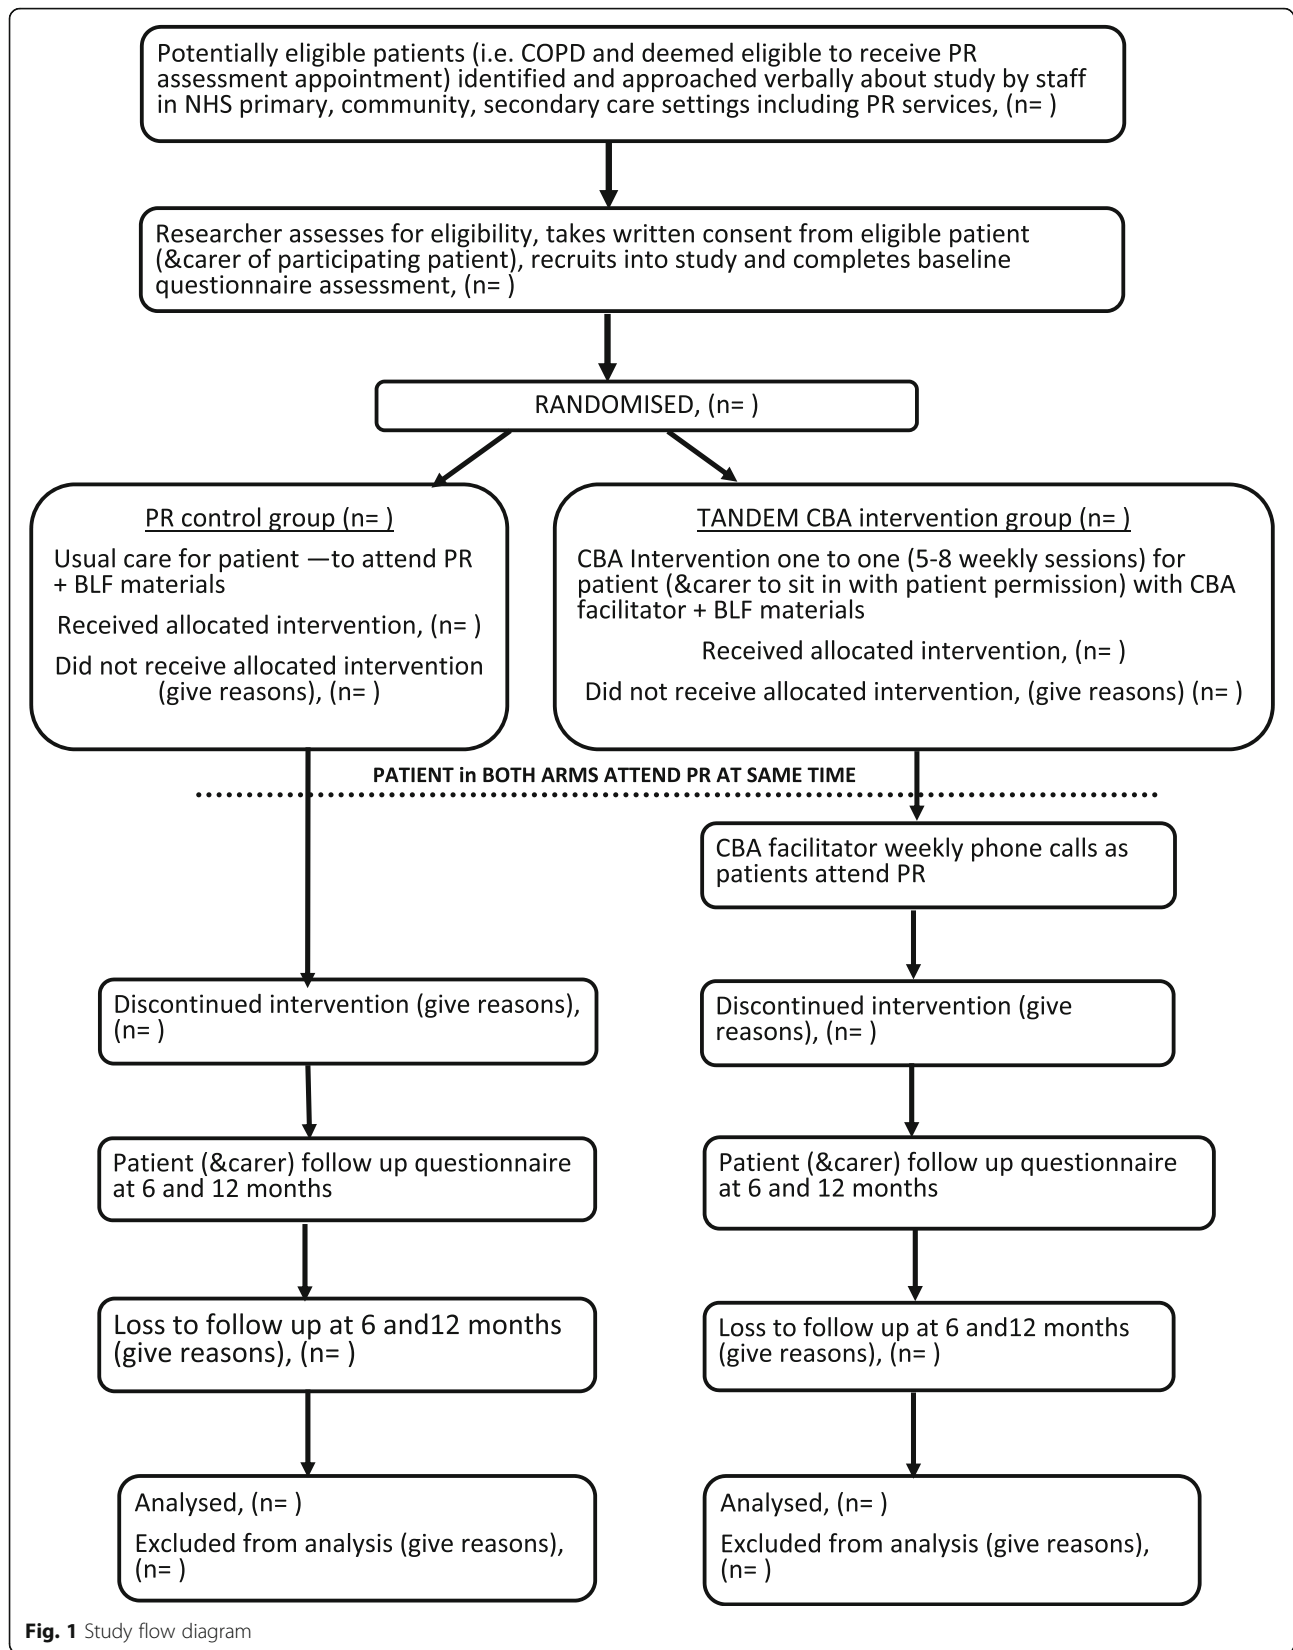 Potentially eligible patients (i.e. COPD and deemed eligible to receive PR
assessment appointment) identified and approached verbally about study by staff
in NHS primary, community, secondary care settings including PR services, (n= )
Researcher assesses for eligibility, takes written consent from eligible patient
(&carer of participating patient), recruits into study and completes baseline
questionnaire assessment, (n= )
RANDOMISED, (n= )
PR control group (n= )
Usual care for patient —to attend PR
+ BLF materials
Received allocated intervention, (n= )
Did not receive allocated intervention
(give reasons), (n= )
TANDEM CBA intervention group (n= )
CBA Intervention one to one (5-8 weekly sessions) for
patient (&carer to sit in with patient permission) with CBA
facilitator + BLF materials
Received allocated intervention, (n= )
Did not receive allocated intervention, (give reasons) (n= )
PATIENT in BOTH ARMS ATTEND PR AT SAME TIME
CBA facilitator weekly phone calls as
patients attend PR
Discontinued intervention (give reasons),
(n= )
Discontinued intervention (give
reasons), (n= )
Patient (&carer) follow up questionnaire
at 6 and 12 months
Patient (&carer) follow up questionnaire
at 6 and 12 months
Loss to follow up at 6 and12 months
(give reasons), (n= )
Loss to follow up at 6 and12 months
(give reasons), (n= )
Analysed, (n= )
Excluded from analysis (give reasons),
(n= )
Analysed, (n= )
Excluded from analysis (give reasons),
(n= )
Fig. 1 Study flow diagram